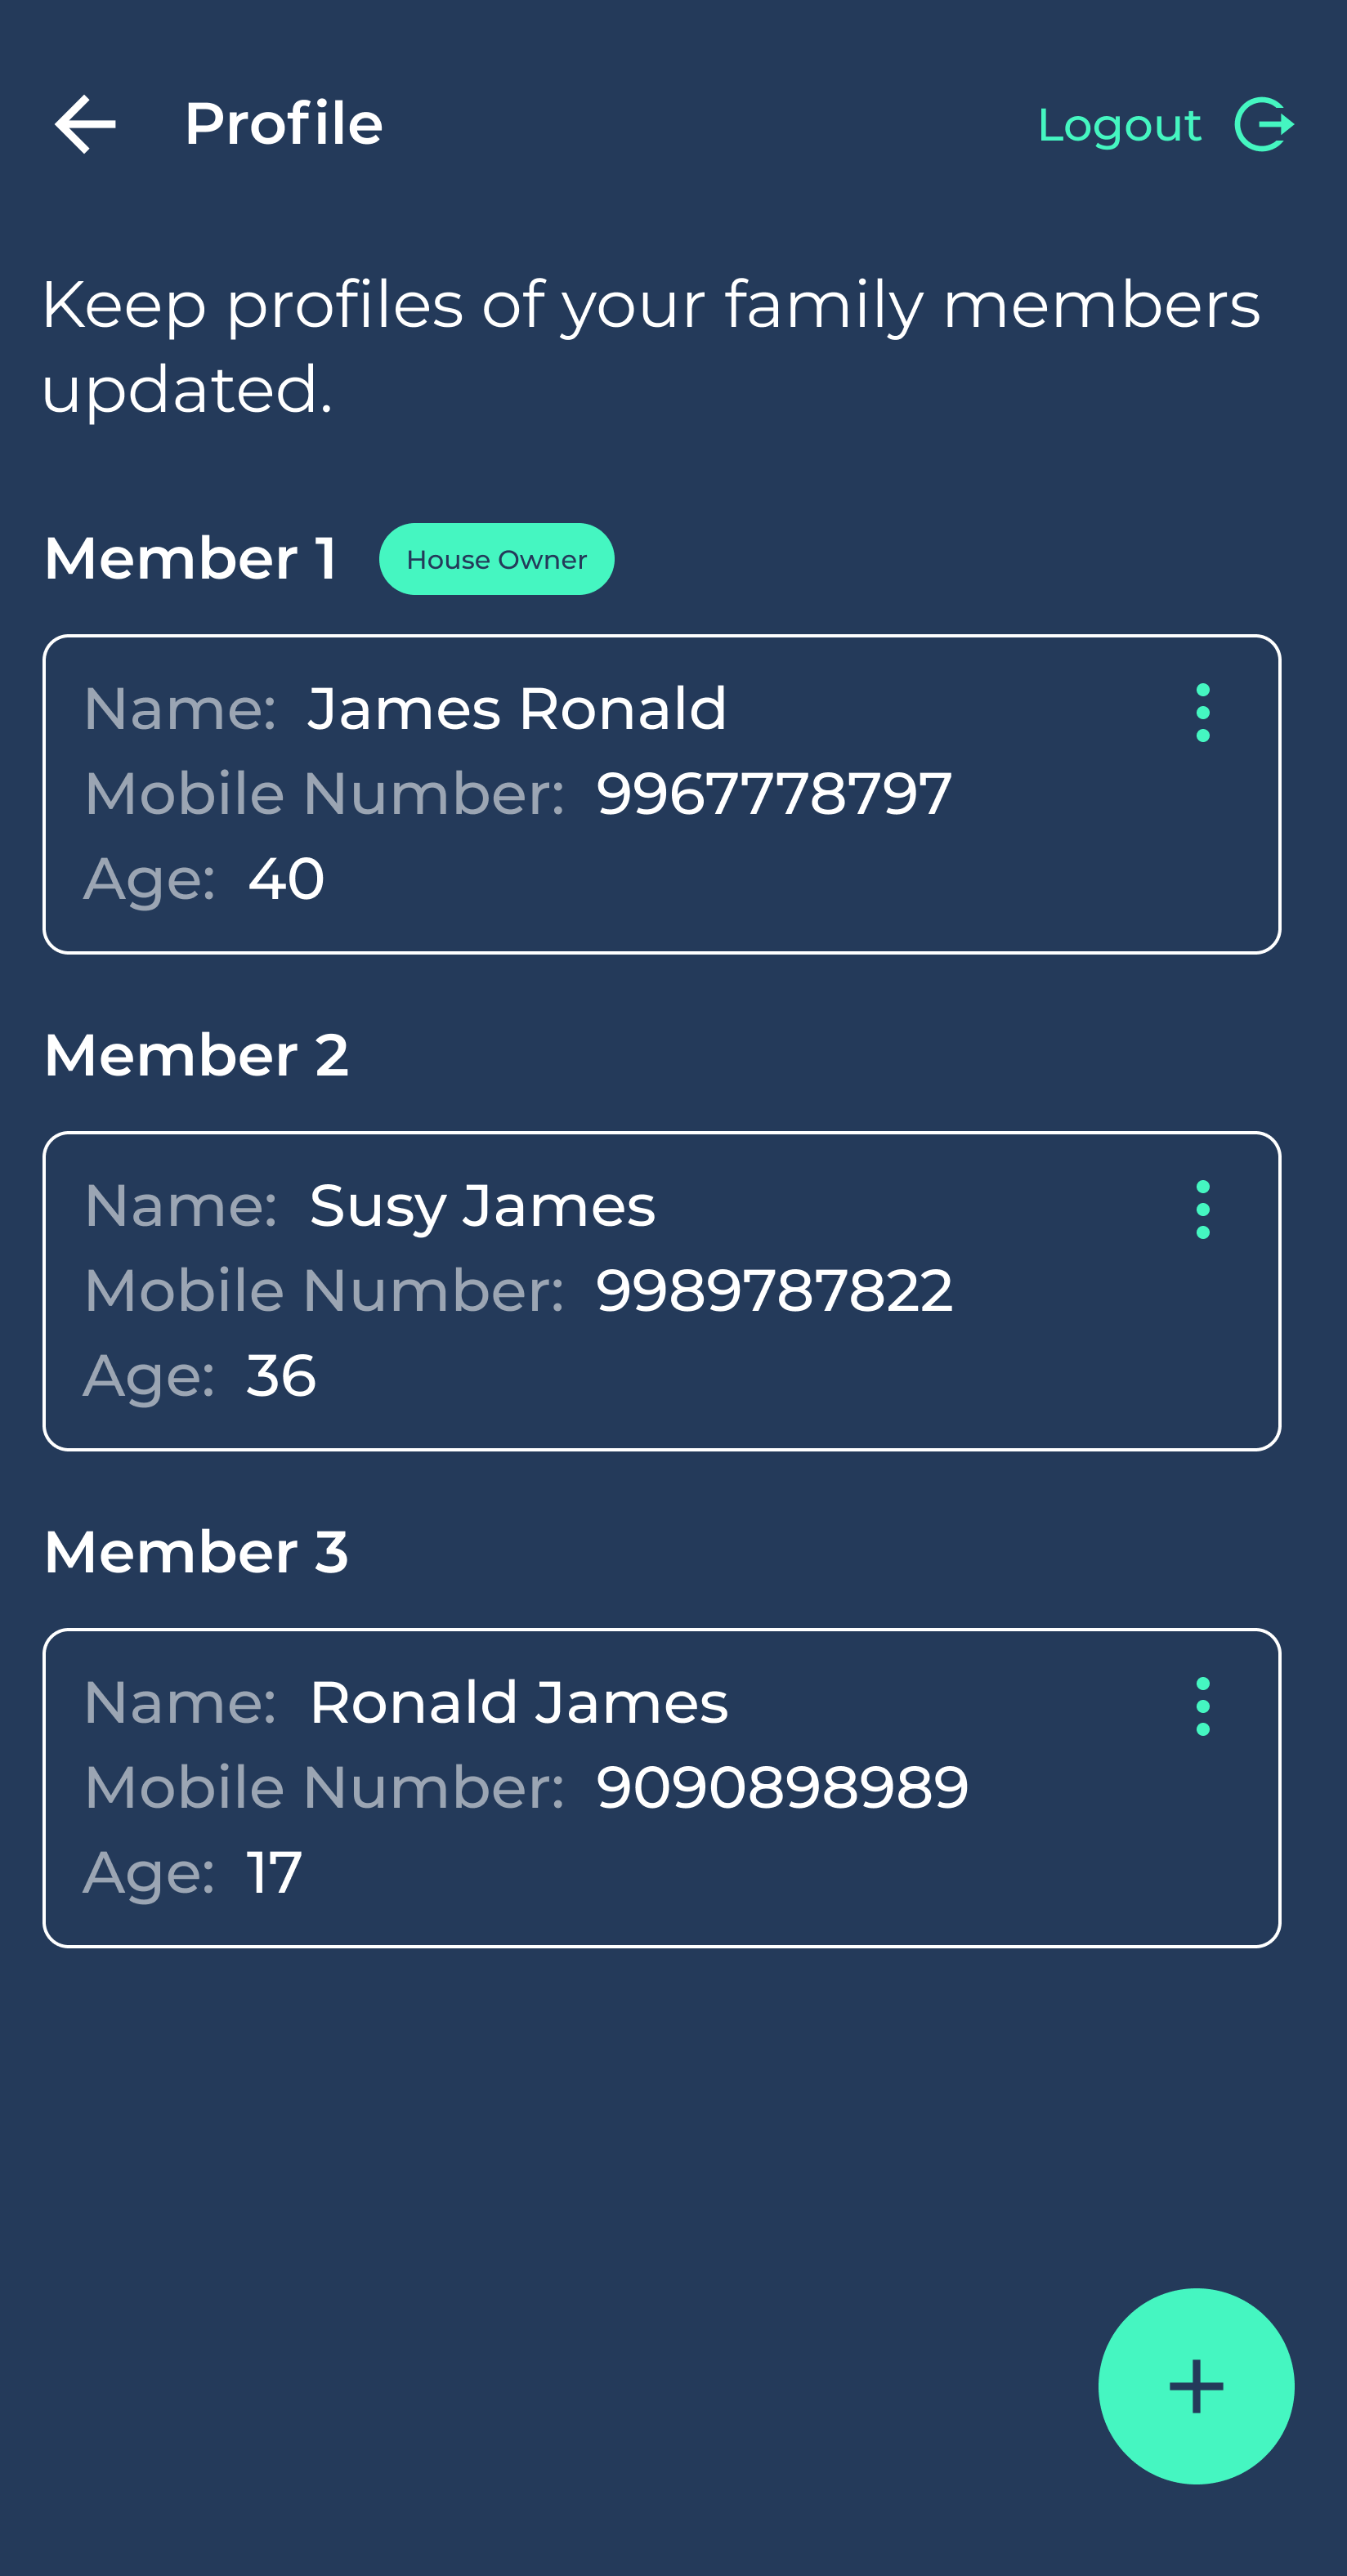 Profile
Logout
Keep profiles of your family members
updated.
Member 1
House Owner
Name: James Ronald
Mobile Number: 9967778797
Age: 40
Member 2
Name: Susy James
Mobile Number: 9989787822
Age: 36
Member 3
Name: Ronald James
Mobile Number: 9090898989
Age: 17
+